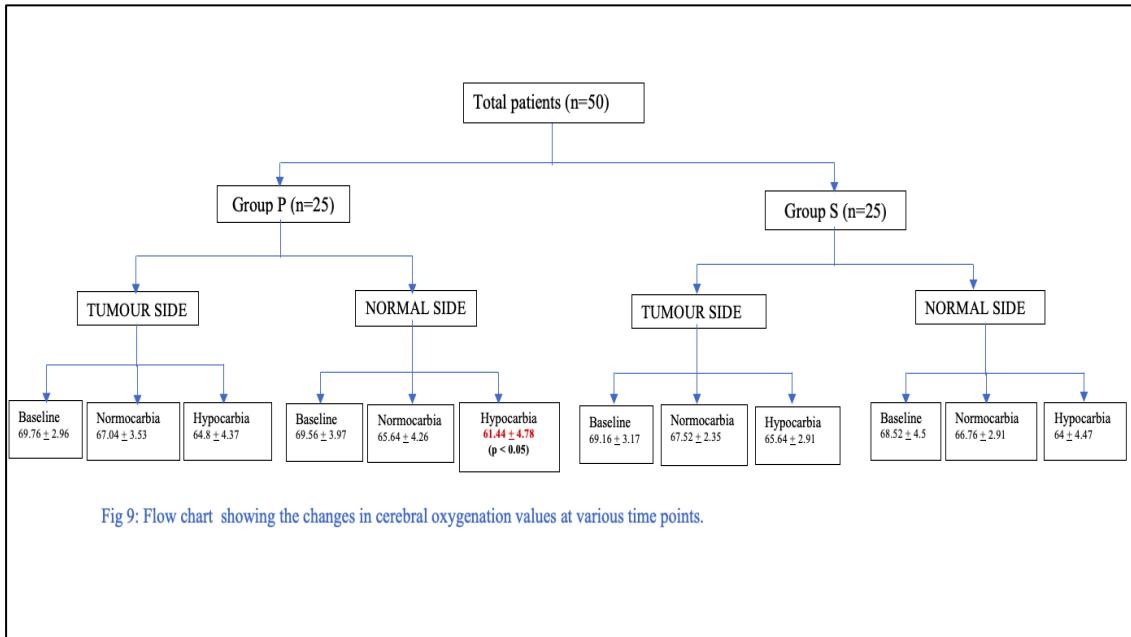 Total patients (n=50)
Group P (n=25)
Group S (n=25)
TUMOUR SIDE
NORMAL SIDE
TUMOUR SIDE
NORMAL SIDE
Baseline
69.76 ± 2.96
Normocarbia
67.04 ± 3.53
Hypocarbia
64.8 ± 4.37
Baseline
69.56 ± 3.97
Normocarbia
65.64 ± 4.26
Hypocarbia
61.44 ± 4.78
(p < 0.05)
Baseline
69.16 ± 3.17
Normocarbia
67.52 ± 2.35
Hypocarbia
65.64 ± 2.91
Baseline
68.52 ± 4.5
Normocarbia
66.76 ± 2.91
Hypocarbia
64 ± 4.47
Fig 9: Flow chart showing the changes in cerebral oxygenation values at various time points.